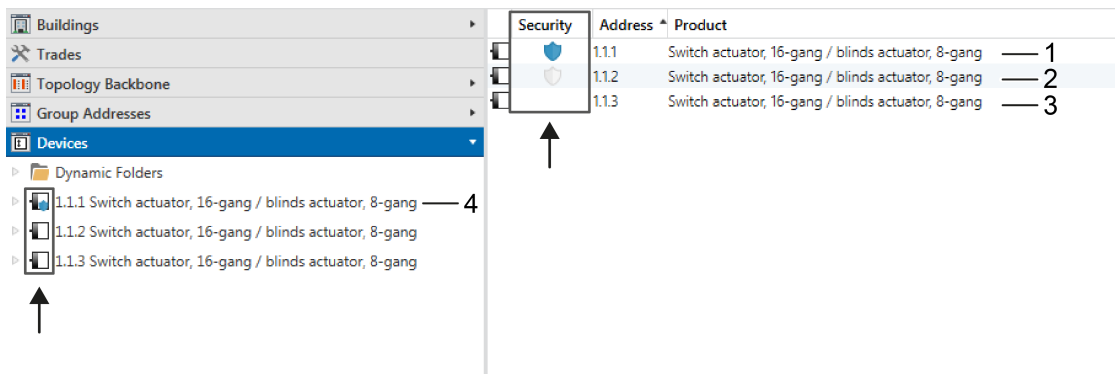 Buildings
Trades
Topology Backbone
Group Addresses
Devices
Dynamic Folders
1.1.1 Switch actuator, 16-gang / blinds actuator, 8-gang 4
1.1.2 Switch actuator, 16-gang / blinds actuator, 8-gang
1.1.3 Switch actuator, 16-gang / blinds actuator, 8-gang
Security Address Product
1.1.1 Switch actuator, 16-gang / blinds actuator, 8-gang 1
1.1.2 Switch actuator, 16-gang / blinds actuator, 8-gang 2
1.1.3 Switch actuator, 16-gang / blinds actuator, 8-gang 3